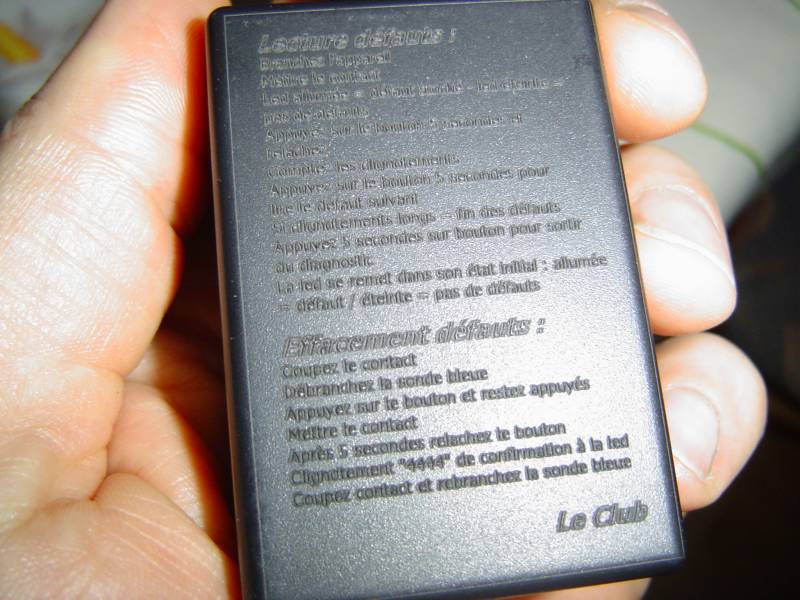 Lecture défauts :
Branchez l'appareil
Mettre le contact
Led allumée = défaut stocké - led éteinte =
pas de défauts
Appuyez sur le bouton 5 secondes et
relachez
Comptez les clignotements
Appuyez sur le bouton 5 secondes pour
lire le défaut suivant
Si clignotements longs = fin des défauts
Appuyez 5 secondes sur bouton pour sortir
du diagnostic
La led se remet dans son état initial : allumée
= défaut / éteinte = pas de défauts
Effacement défauts :
Coupez le contact
Débranchez la sonde bleue
Appuyez sur le bouton et restez appuyés
Mettre le contact
Après 5 secondes relachez le bouton
Clignotement "4444" de confirmation à la led
Coupez contact et rebranchez la sonde bleue
Le Club